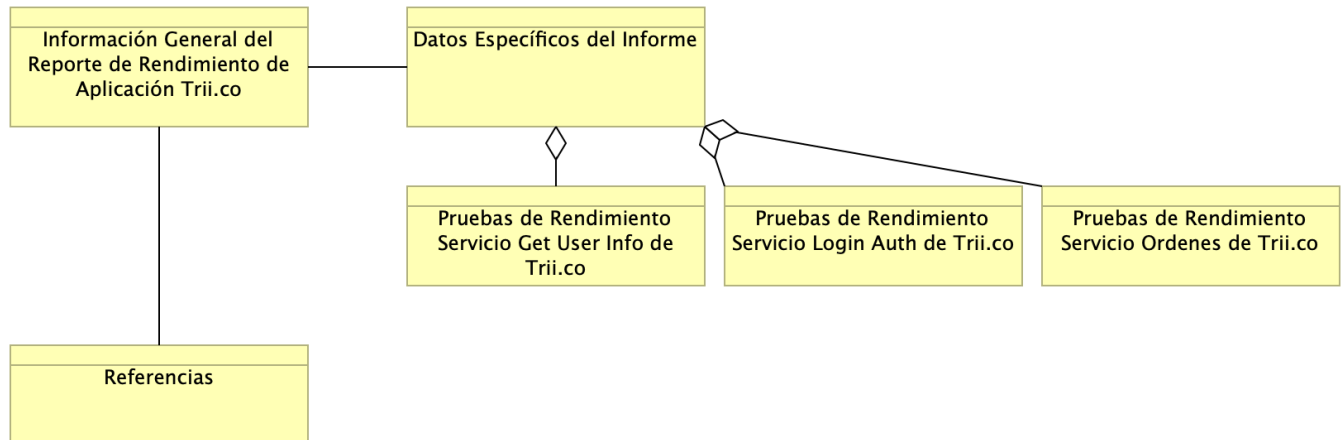 Información General del
Reporte de Rendimiento de
Aplicación Trii.co
Datos Específicos del Informe
Pruebas de Rendimiento
Servicio Get User Info de
Trii.co
Pruebas de Rendimiento
Servicio Login Auth de Trii.co
Pruebas de Rendimiento
Servicio Ordenes de Trii.co
Referencias